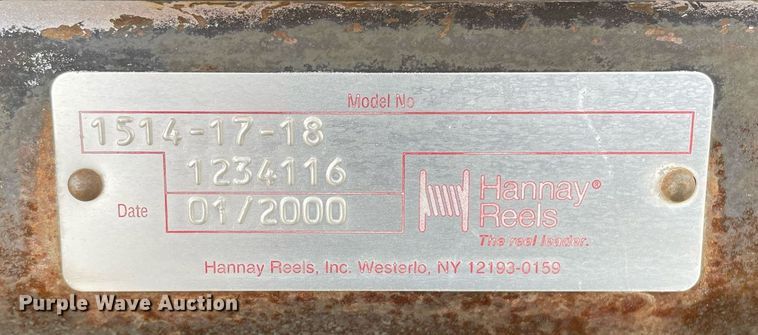 Model No
1514-17-18
1234116
Date 01/2000
Hannay®
Reels
The reel leader.
Hannay Reels, Inc. Westerlo, NY 12193-0159
Purple Wave Auction